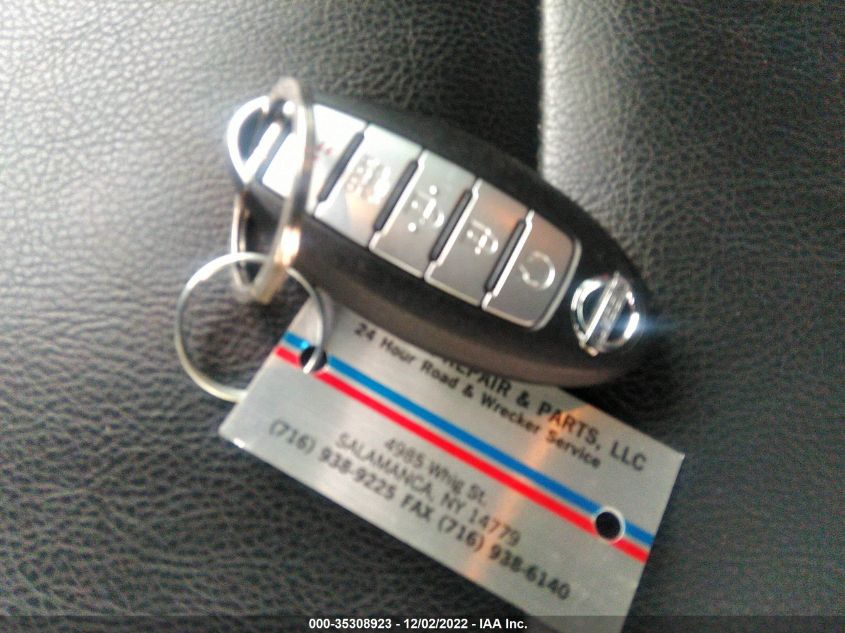 REPAIR & PARTS, LLC
24 Hour Road & Wrecker Service
4985 Whig St.
SALAMANCA, NY 14779
(716) 938-9225 FAX (716) 938-6140
000-35308923 - 12/02/2022 - IAA Inc.